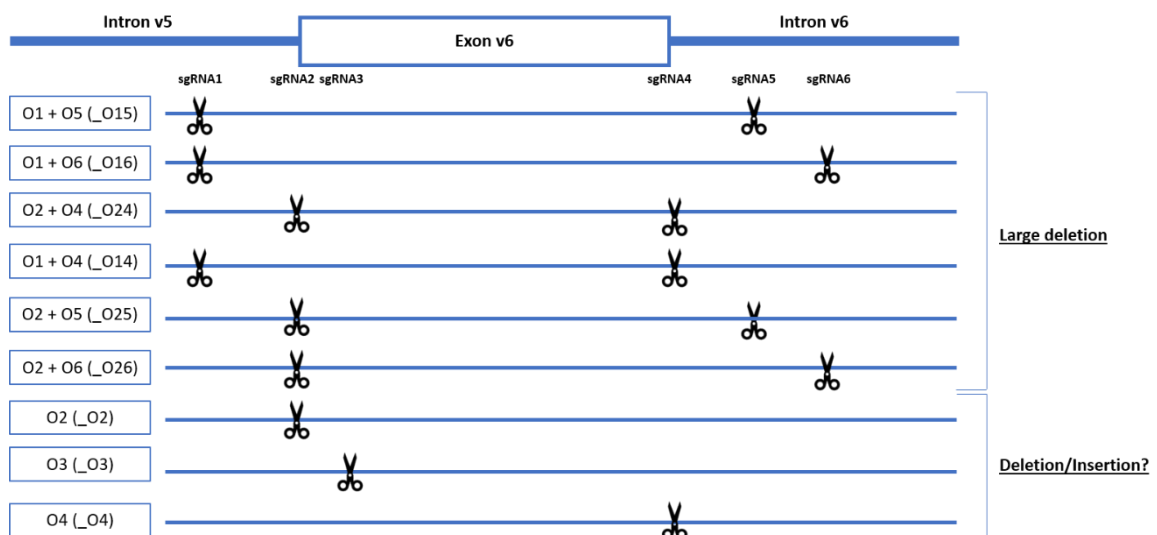 Intron v5
Exon v6
Intron v6
sgRNA1 sgRNA2 sgRNA3 sgRNA4 sgRNA5 sgRNA6
O1 + O5 (_O15)
O1 + O6 (_O16)
O2 + O4 (_O24)
Large deletion
O1 + O4 (_O14)
O2 + O5 (_O25)
O2 + O6 (_O26)
O2 (_O2)
O3 (_O3)
Deletion/Insertion?
O4 (_O4)